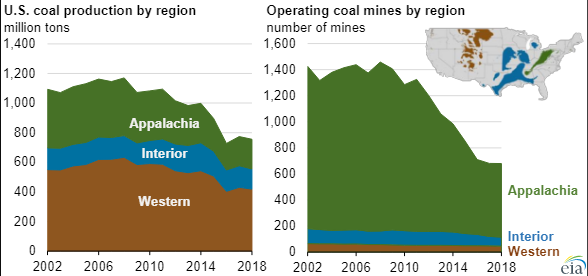 U.S. coal production by region
million tons
1,400
1,200
1,000
800
600
400
200
0
Appalachia
Interior
Western
2002
2006
2010
2014
2018
Operating coal mines by region
number of mines
1,600
1,400
1,200
1,000
800
600
400
200
0
Appalachia
Interior
Western
2002
2006
2010
2014
2018
eia